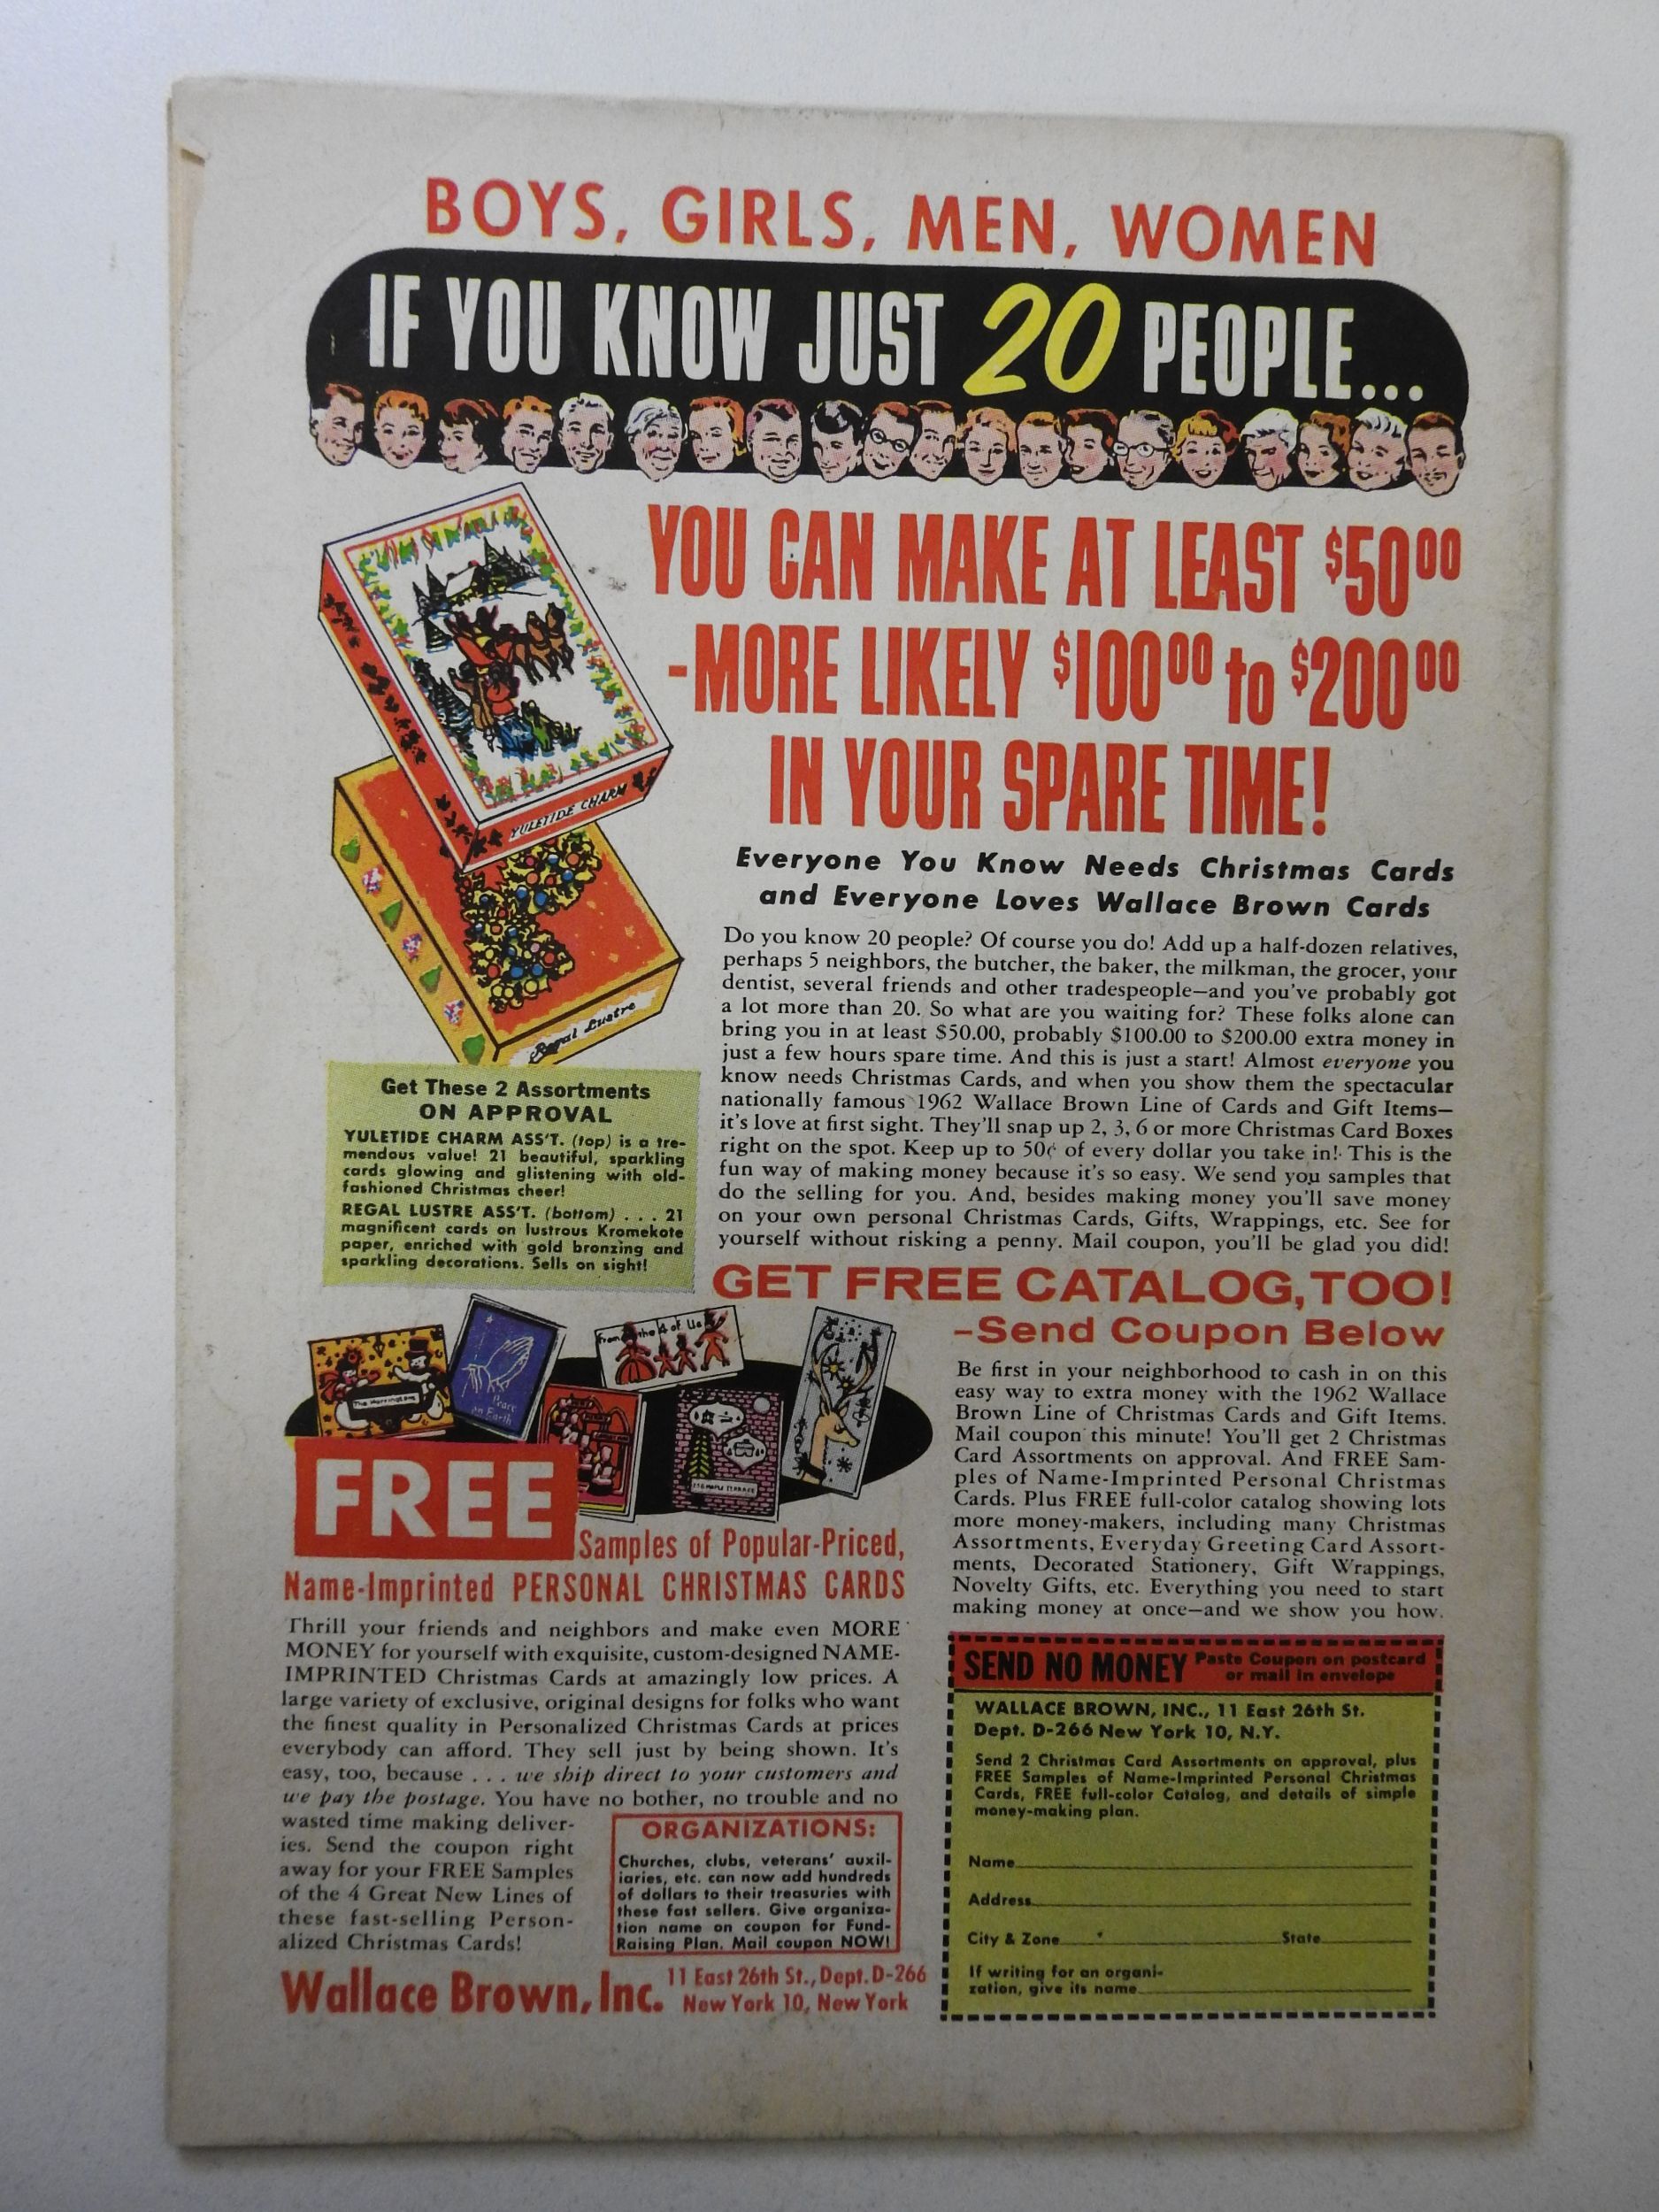 BOYS, GIRLS, MEN, WOMEN
IF YOU KNOW JUST 20 PEOPLE...
YOU CAN MAKE AT LEAST $50.00
-MORE LIKELY $100.00 to $200.00
IN YOUR SPARE TIME!
YULETIDE CHARM
Regal Lustre
Everyone You Know Needs Christmas Cards
and Everyone Loves Wallace Brown Cards
Do you know 20 people? Of course you do! Add up a half-dozen relatives,
perhaps 5 neighbors, the butcher, the baker, the milkman, the grocer, your
dentist, several friends and other tradespeople—and you've probably got
a lot more than 20. So what are you waiting for? These folks alone can
bring you in at least $50.00, probably $100.00 to $200.00 extra money in
just a few hours spare time. And this is just a start! Almost everyone you
know needs Christmas Cards, and when you show them the spectacular
nationally famous 1962 Wallace Brown Line of Cards and Gift Items—
it's love at first sight. They'll snap up 2, 3, 6 or more Christmas Card Boxes
right on the spot. Keep up to 50¢ of every dollar you take in! This is the
fun way of making money because it's so easy. We send you samples that
do the selling for you. And, besides making money you'll save money
on your own personal Christmas Cards, Gifts, Wrappings, etc. See for
yourself without risking a penny. Mail coupon, you'll be glad you did!
Get These 2 Assortments
ON APPROVAL
YULETIDE CHARM ASS'T. (top) is a tre-
mendous value! 21 beautiful, sparkling
cards glowing and glistening with old-
fashioned Christmas cheer!
REGAL LUSTRE ASS'T. (bottom) . . . 21
magnificent cards on lustrous Kromekote
paper, enriched with gold bronzing and
sparkling decorations. Sells on sight!
GET FREE CATALOG, TOO!
—Send Coupon Below
Be first in your neighborhood to cash in on this
easy way to extra money with the 1962 Wallace
Brown Line of Christmas Cards and Gift Items.
Mail coupon this minute! You'll get 2 Christmas
Card Assortments on approval. And FREE Sam-
ples of Name-Imprinted Personal Christmas
Cards. Plus FREE full-color catalog showing lots
more money-makers, including many Christmas
Assortments, Everyday Greeting Card Assort-
ments, Decorated Stationery, Gift Wrappings,
Novelty Gifts, etc. Everything you need to start
making money at once—and we show you how.
Peace
on Earth
From the 4 of Us
FREE
Samples of Popular-Priced,
Name-Imprinted PERSONAL CHRISTMAS CARDS
Thrill your friends and neighbors and make even MORE
MONEY for yourself with exquisite, custom-designed NAME-
IMPRINTED Christmas Cards at amazingly low prices. A
large variety of exclusive, original designs for folks who want
the finest quality in Personalized Christmas Cards at prices
everybody can afford. They sell just by being shown. It's
easy, too, because . . . we ship direct to your customers and
we pay the postage. You have no bother, no trouble and no
wasted time making deliver-
ies. Send the coupon right
away for your FREE Samples
of the 4 Great New Lines of
these fast-selling Person-
alized Christmas Cards!
ORGANIZATIONS:
Churches, clubs, veterans' auxil-
iaries, etc. can now add hundreds
of dollars to their treasuries with
these fast sellers. Give organiza-
tion name on coupon for Fund-
Raising Plan. Mail coupon NOW!
Wallace Brown, Inc. 11 East 26th St., Dept. D-266
New York 10, New York
SEND NO MONEY Paste Coupon on postcard
or mail in envelope
WALLACE BROWN, INC., 11 East 26th St.
Dept. D-266 New York 10, N.Y.
Send 2 Christmas Card Assortments on approval, plus
FREE Samples of Name-Imprinted Personal Christmas
Cards, FREE full-color Catalog, and details of simple
money-making plan.
Name
Address
City & Zone State
If writing for an organi-
zation, give its name